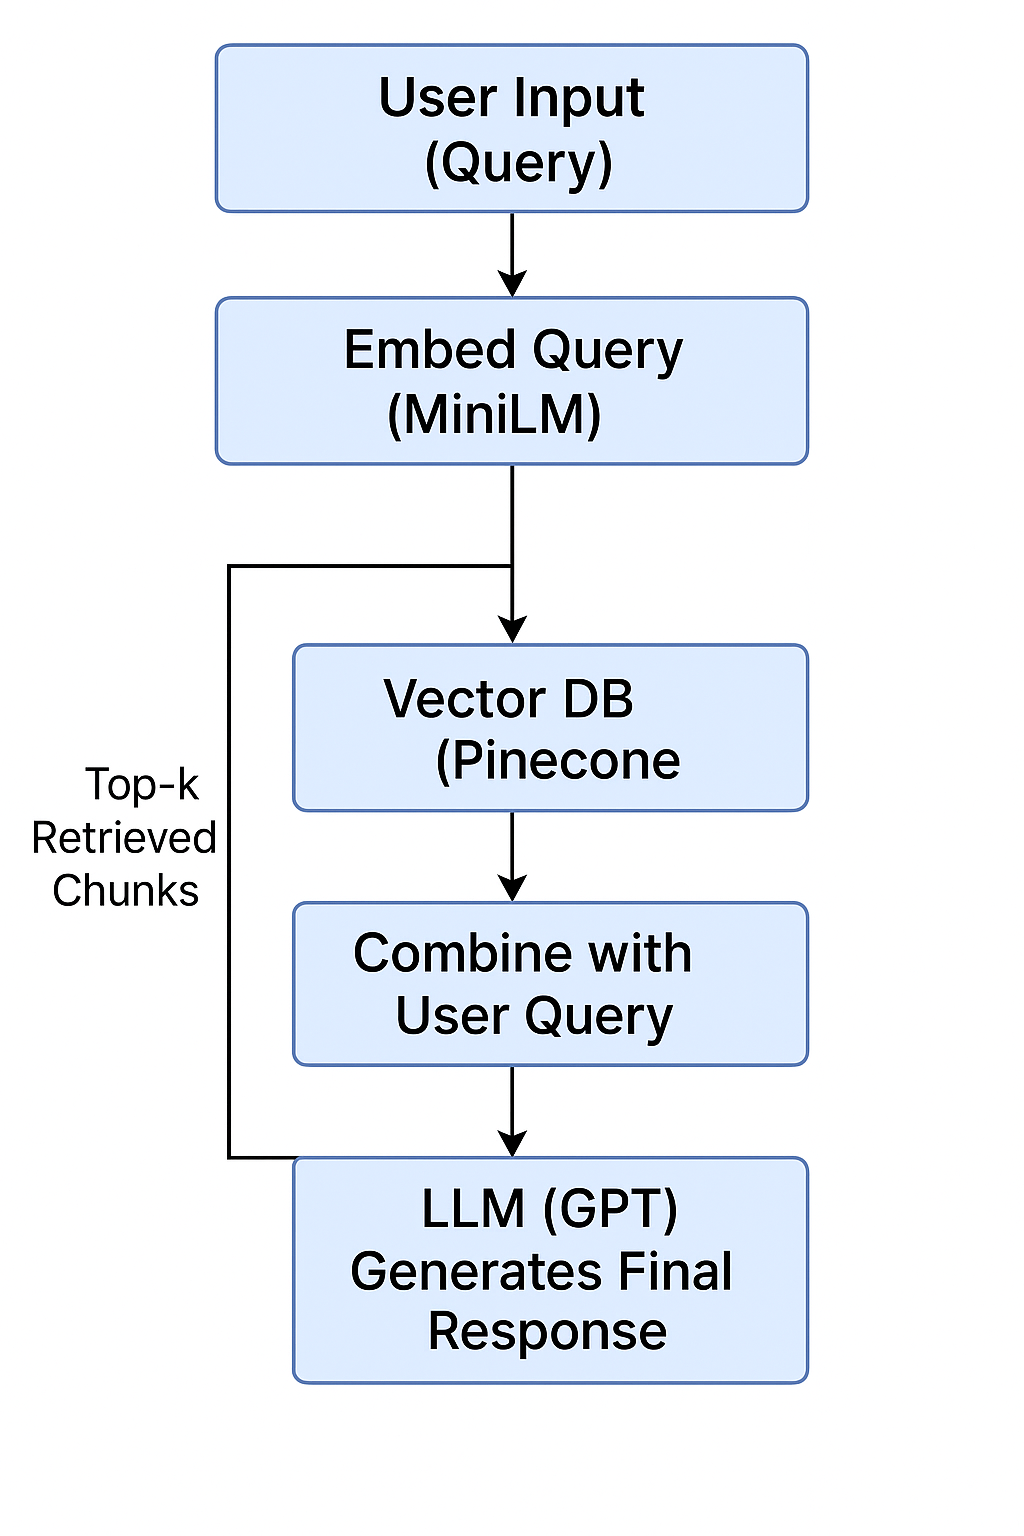 User Input
(Query)
Embed Query
(MiniLM)
Vector DB
(Pinecone
Top-k
Retrieved
Chunks
Combine with
User Query
LLM (GPT)
Generates Final
Response